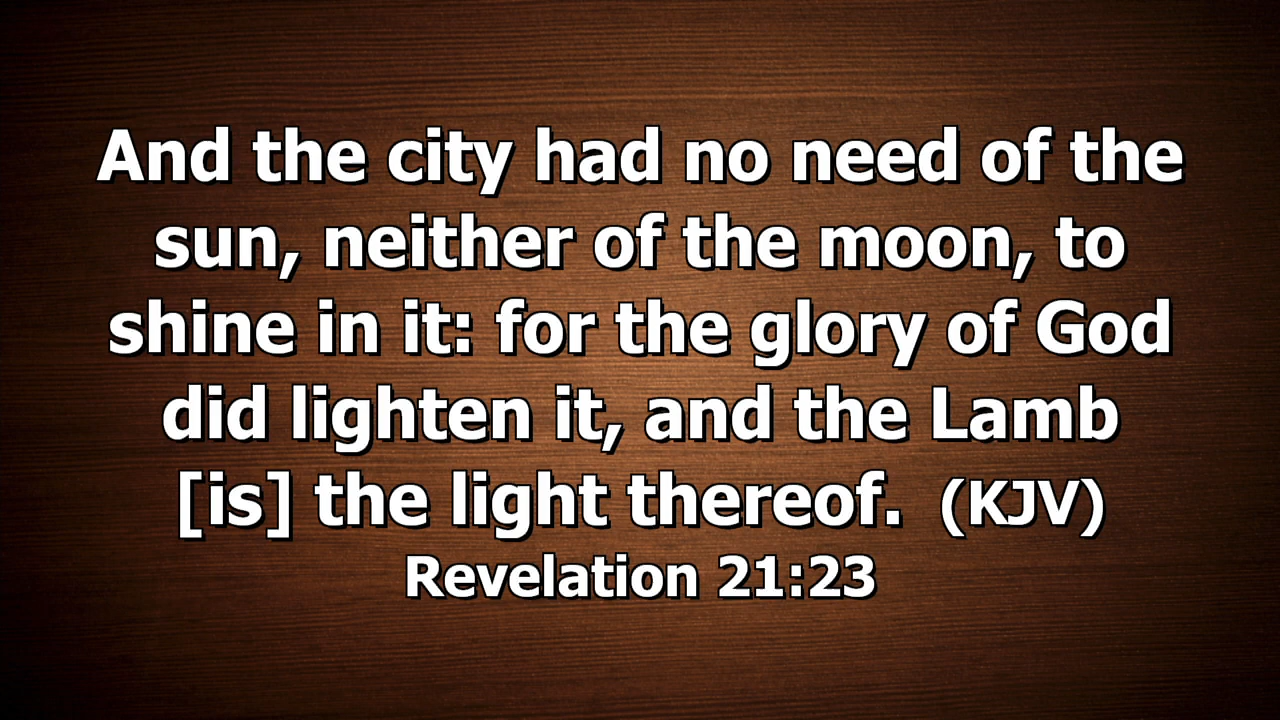 And the city had no need of the
sun, neither of the moon, to
shine in it: for the glory of God
did lighten it, and the Lamb
[is] the light thereof. (KJV)
Revelation 21:23